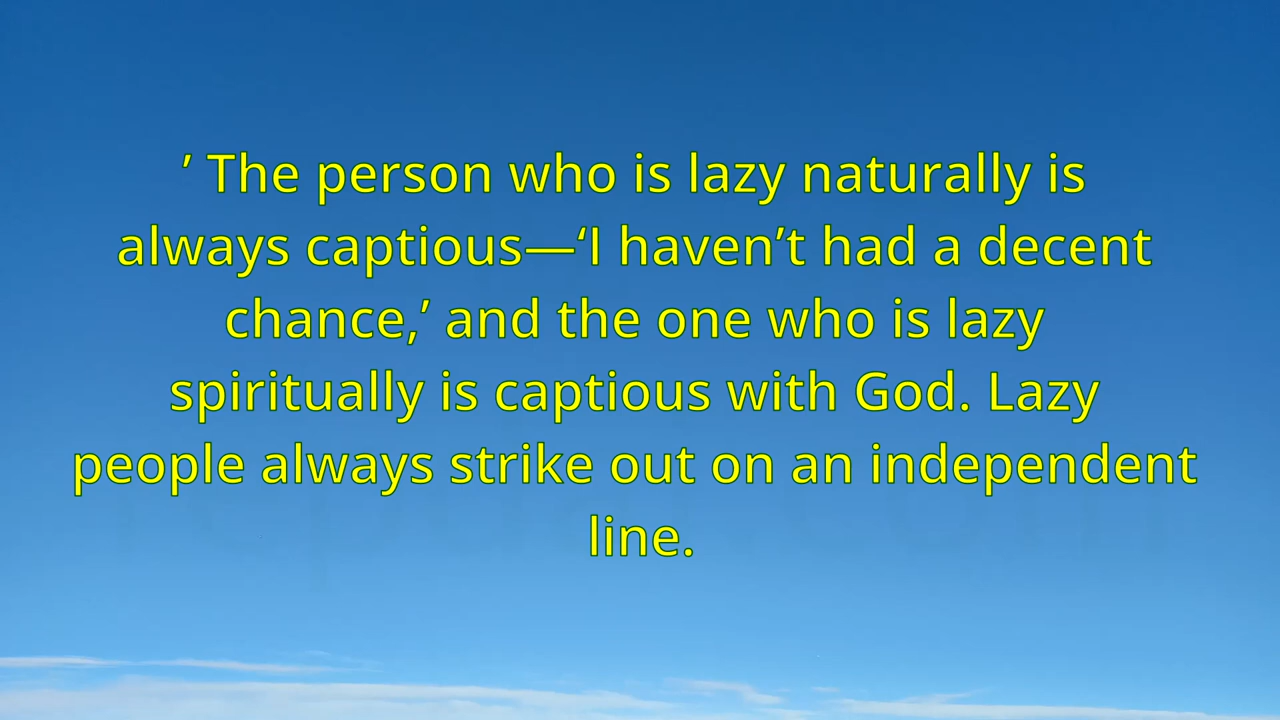 ’ The person who is lazy naturally is
always captious—‘I haven’t had a decent
chance,’ and the one who is lazy
spiritually is captious with God. Lazy
people always strike out on an independent
line.